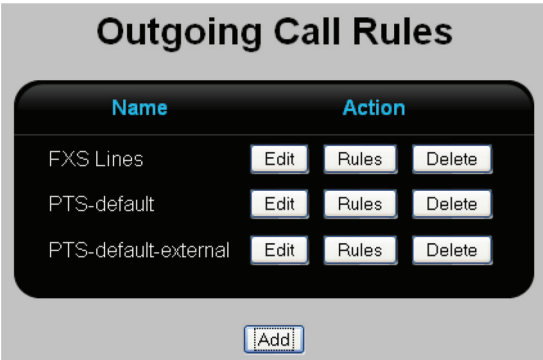 Outgoing Call Rules
Name Action
FXS Lines Edit Rules Delete
PTS-default Edit Rules Delete
PTS-default-external Edit Rules Delete
Add